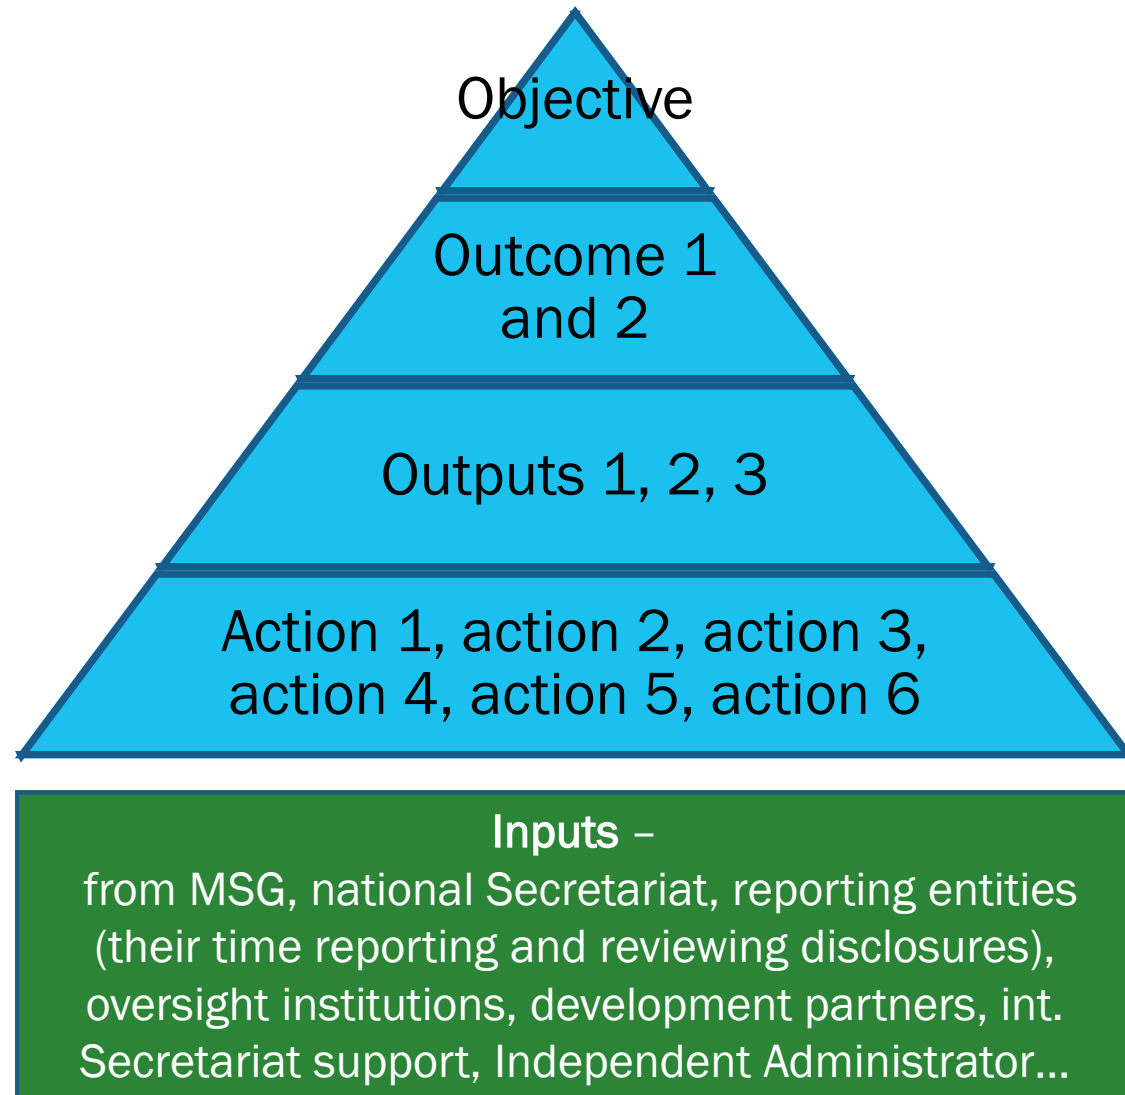 Objective
Outcome 1
and 2
Outputs 1, 2, 3
Action 1, action 2, action 3,
action 4, action 5, action 6
Inputs –
from MSG, national Secretariat, reporting entities
(their time reporting and reviewing disclosures),
oversight institutions, development partners, int.
Secretariat support, Independent Administrator...